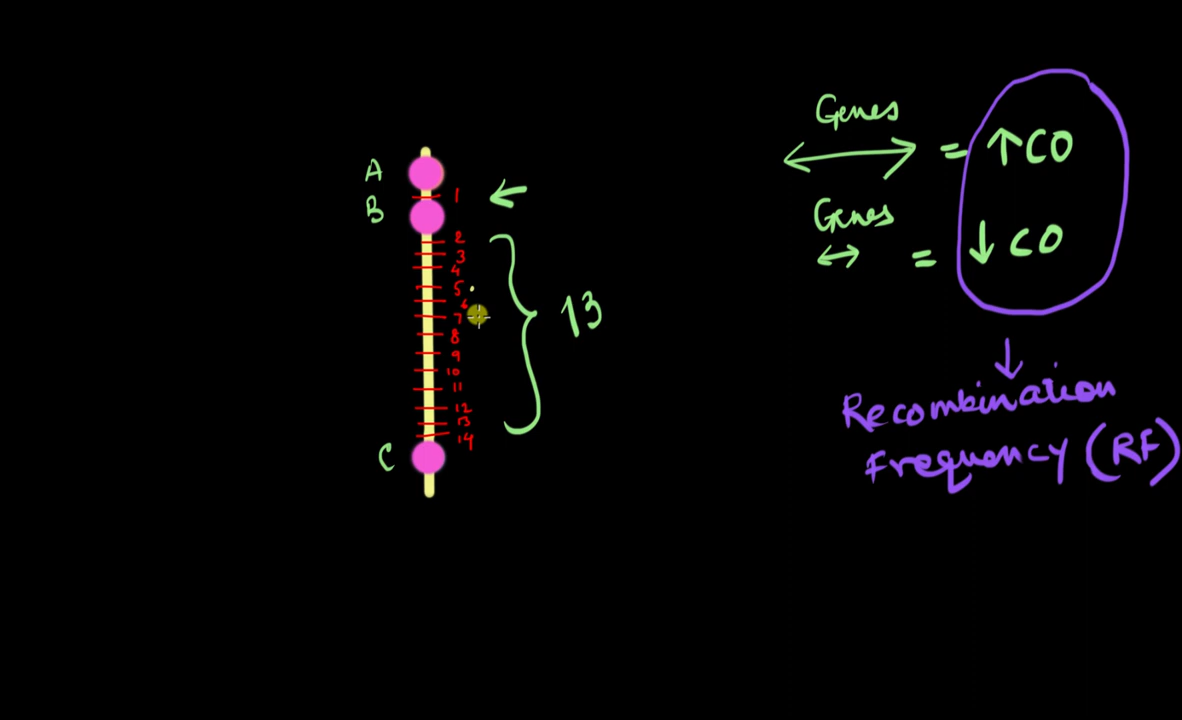 A
1
B
2
3
4
5
6
7
8
9
10
11
12
13
14
C
13
Genes
= ↑ CO
Genes
= ↓ CO
Recombination
Frequency (RF)